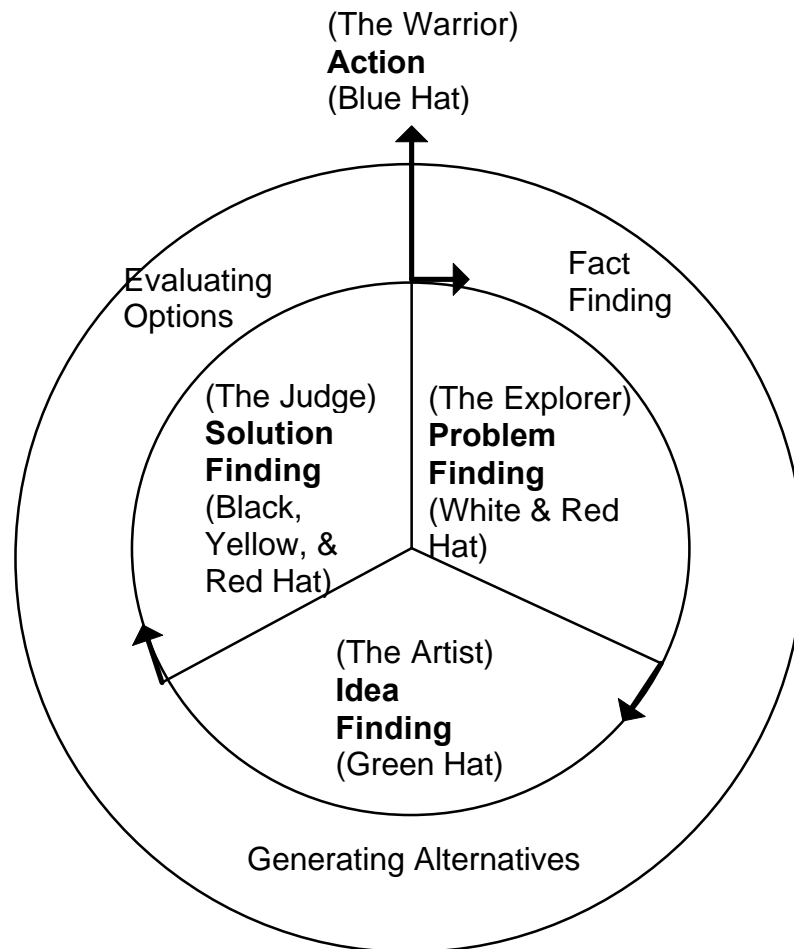 (The Warrior)
Action
(Blue Hat)
Evaluating
Options
Fact
Finding
(The Judge)
Solution
Finding
(Black,
Yellow, &
Red Hat)
(The Explorer)
Problem
Finding
(White & Red
Hat)
(The Artist)
Idea
Finding
(Green Hat)
Generating Alternatives